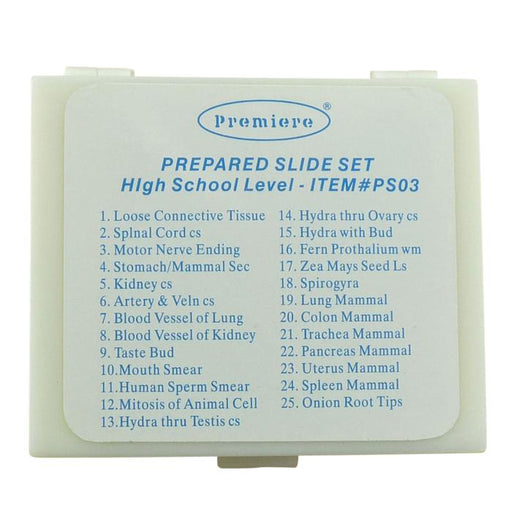 Premiere®
PREPARED SLIDE SET
HIgh School Level - ITEM#PS03
1. Loose Connective Tissue
2. SpInal Cord cs
3. Motor Nerve Ending
4. Stomach/Mammal Sec
5. Kidney cs
6. Artery & VeIn cs
7. Blood Vessel of Lung
8. Blood Vessel of Kidney
9. Taste Bud
10. Mouth Smear
11. Human Sperm Smear
12. Mitosis of Animal Cell
13. Hydra thru Testis cs
14. Hydra thru Ovary cs
15. Hydra with Bud
16. Fern Prothalium wm
17. Zea Mays Seed Ls
18. Spirogyra
19. Lung Mammal
20. Colon Mammal
21. Trachea Mammal
22. Pancreas Mammal
23. Uterus Mammal
24. Spleen Mammal
25. Onion Root Tips